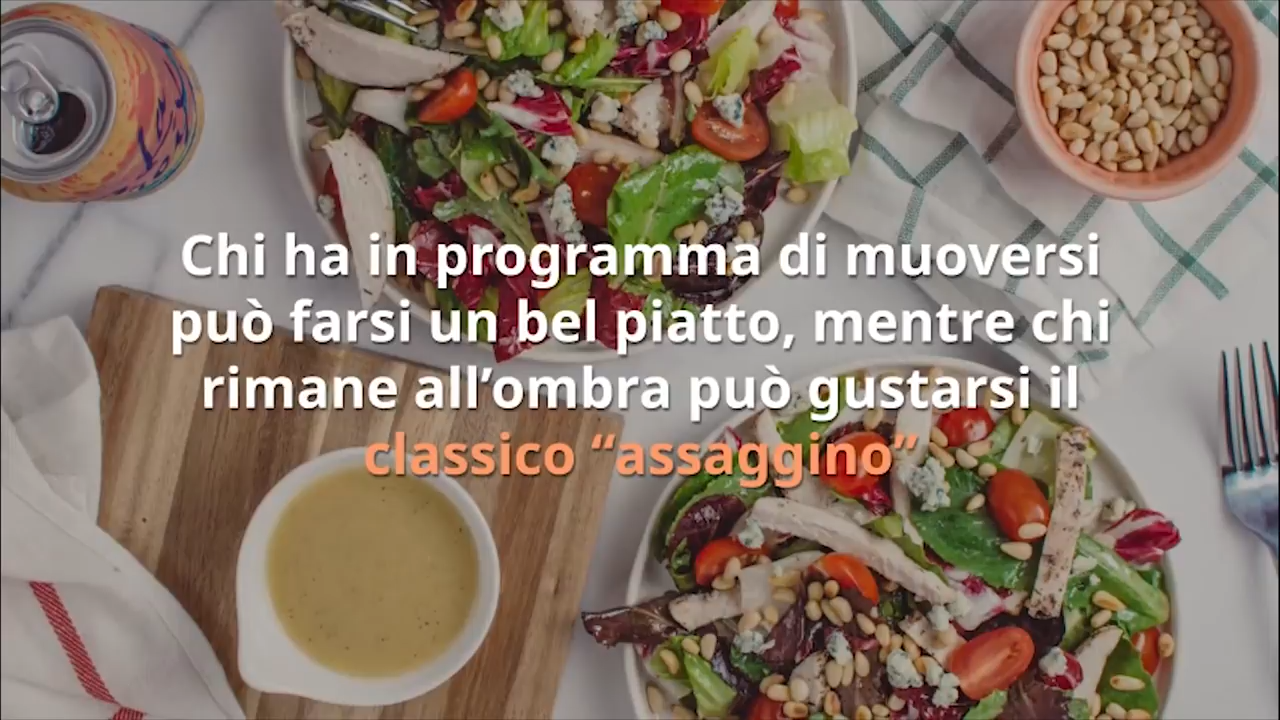 Chi ha in programma di muoversi
può farsi un bel piatto, mentre chi
rimane all’ombra può gustarsi il
classico “assaggino”